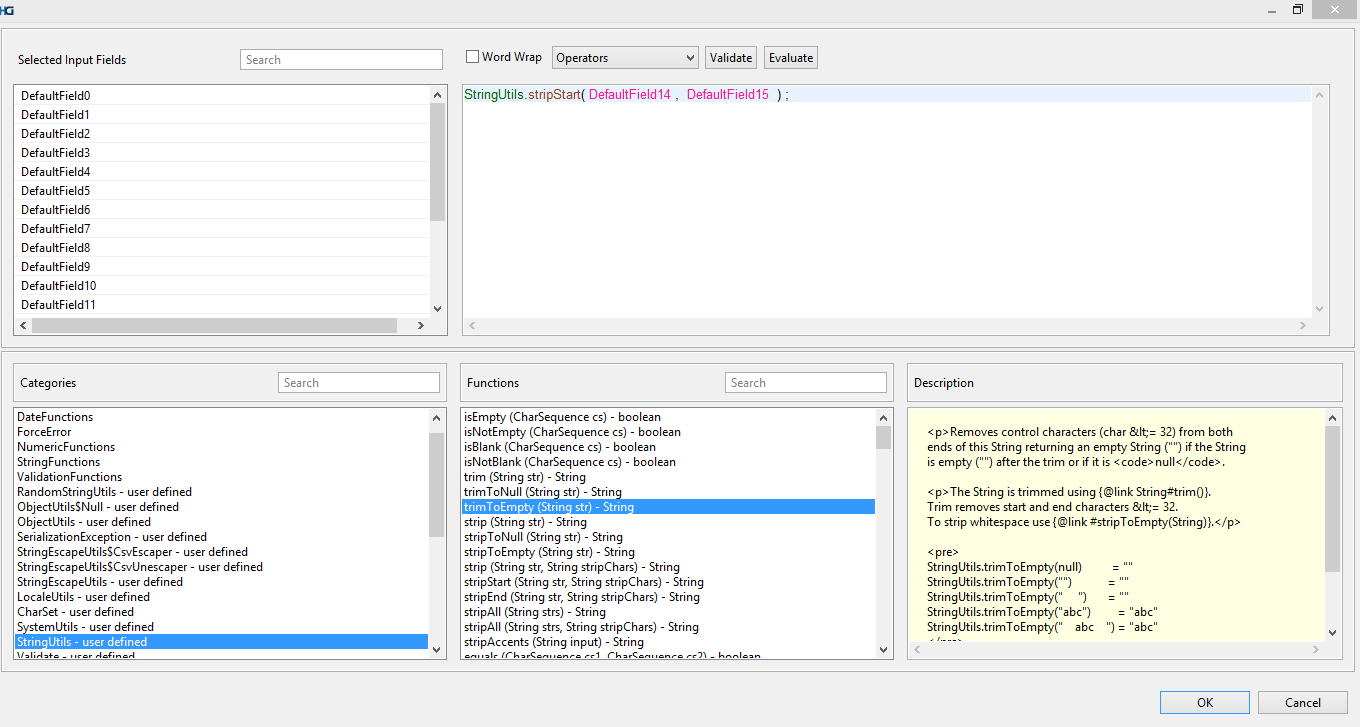 HG
Selected Input Fields
Search
Word Wrap
Operators
Validate
Evaluate
DefaultField0
DefaultField1
DefaultField2
DefaultField3
DefaultField4
DefaultField5
DefaultField6
DefaultField7
DefaultField8
DefaultField9
DefaultField10
DefaultField11
StringUtils.stripStart( DefaultField14 ,  DefaultField15  ) ;
Categories
Search
DateFunctions
ForceError
NumericFunctions
StringFunctions
ValidationFunctions
RandomStringUtils - user defined
ObjectUtils$Null - user defined
ObjectUtils - user defined
SerializationException - user defined
StringEscapeUtils$CsvEscaper - user defined
StringEscapeUtils$CsvUnescaper - user defined
StringEscapeUtils - user defined
LocaleUtils - user defined
CharSet - user defined
SystemUtils - user defined
StringUtils - user defined
Validate - user defined
Functions
Search
isEmpty (CharSequence cs) - boolean
isNotEmpty (CharSequence cs) - boolean
isBlank (CharSequence cs) - boolean
isNotBlank (CharSequence cs) - boolean
trim (String str) - String
trimToNull (String str) - String
trimToEmpty (String str) - String
strip (String str) - String
stripToNull (String str) - String
stripToEmpty (String str) - String
strip (String str, String stripChars) - String
stripStart (String str, String stripChars) - String
stripEnd (String str, String stripChars) - String
stripAll (String strs) - String
stripAll (String strs, String stripChars) - String
stripAccents (String input) - String
equals (CharSequence cs1, CharSequence cs2) - boolean
Description
<p>Removes control characters (char &lt;= 32) from both
ends of this String returning an empty String ("") if the String
is empty ("") after the trim or if it is <code>null</code>.
<p>The String is trimmed using {@link String#trim()}.
Trim removes start and end characters &lt;= 32.
To strip whitespace use {@link #stripToEmpty(String)}.</p>
<pre>
StringUtils.trimToEmpty(null)          = ""
StringUtils.trimToEmpty("")            = ""
StringUtils.trimToEmpty("     ")       = ""
StringUtils.trimToEmpty("abc")         = "abc"
StringUtils.trimToEmpty("    abc    ") = "abc"
</pre>
OK
Cancel